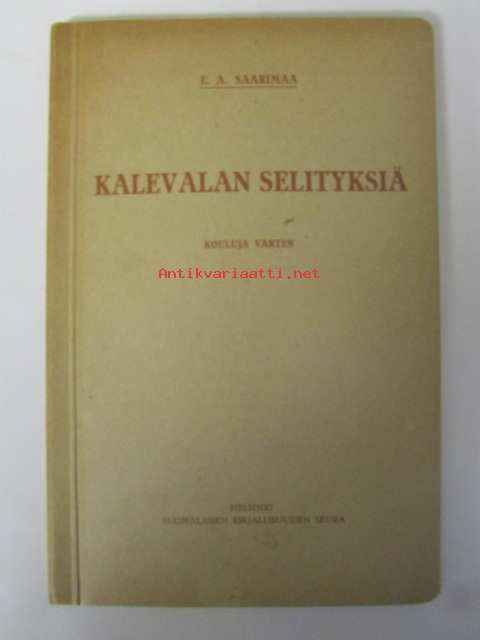 E. A. SAARIMAA
KALEVALAN SELITYKSIÄ
KOULUJA VARTEN
Antikvariaatti.net
HELSINKI
SUOMALAISEN KIRJALLISUUDEN SEURA